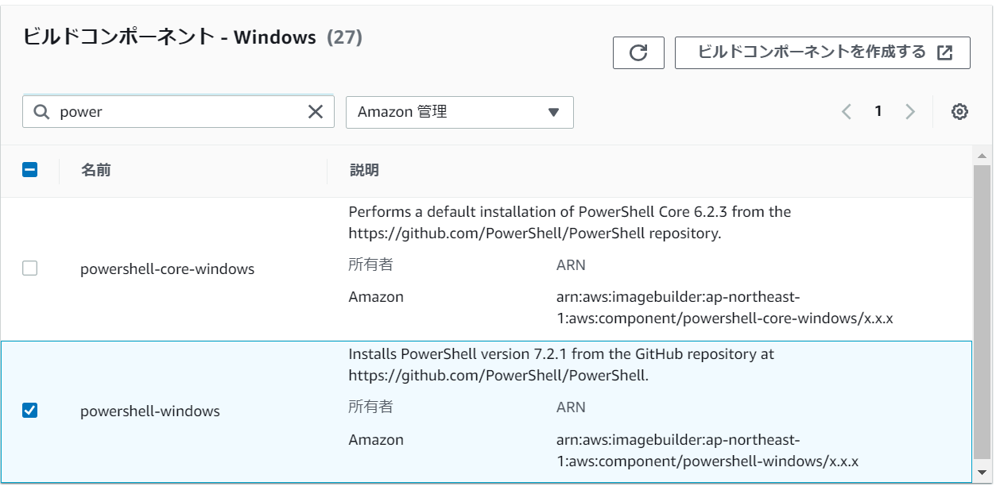 ビルドコンポーネント - Windows (27)
ビルドコンポーネントを作成する
power
Amazon 管理
1
名前
説明
powershell-core-windows
Performs a default installation of PowerShell Core 6.2.3 from the
https://github.com/PowerShell/PowerShell repository.
所有者
ARN
Amazon
arn:aws:imagebuilder:ap-northeast-
1:aws:component/powershell-core-windows/x.x.x
powershell-windows
Installs PowerShell version 7.2.1 from the GitHub repository at
https://github.com/PowerShell/PowerShell.
所有者
ARN
Amazon
arn:aws:imagebuilder:ap-northeast-
1:aws:component/powershell-windows/x.x.x